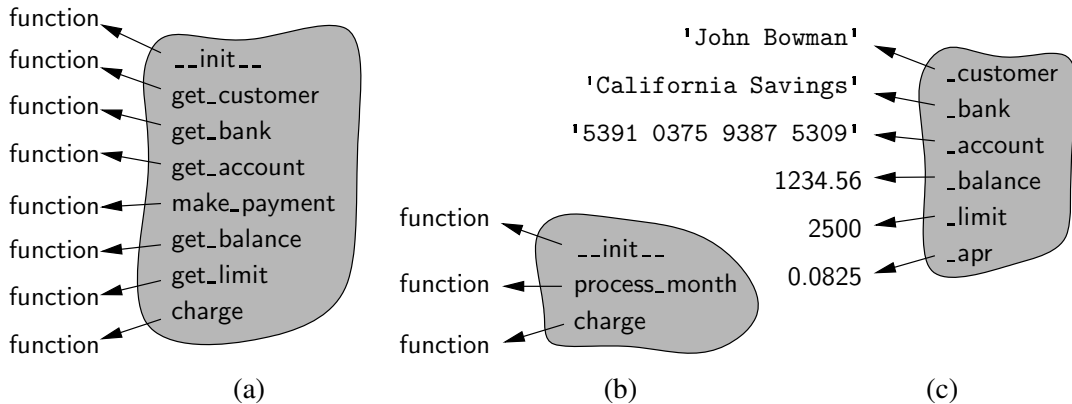 function
function
function
function
function
function
function
function
__init__
get_customer
get_bank
get_account
make_payment
get_balance
get_limit
charge
(a)
function
function
function
__init__
process_month
charge
(b)
'John Bowman'
'California Savings'
'5391 0375 9387 5309'
1234.56
2500
0.0825
_customer
_bank
_account
_balance
_limit
_apr
(c)